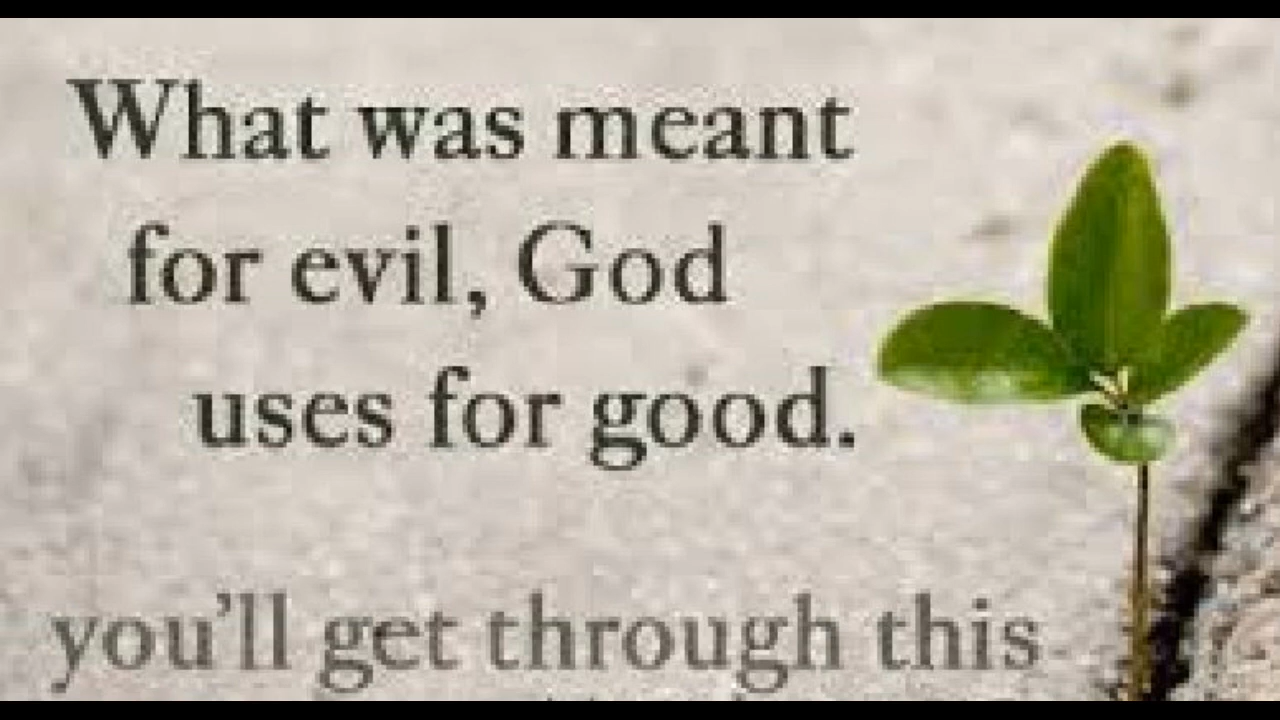 What was meant
for evil, God
uses for good.
you'll get through this